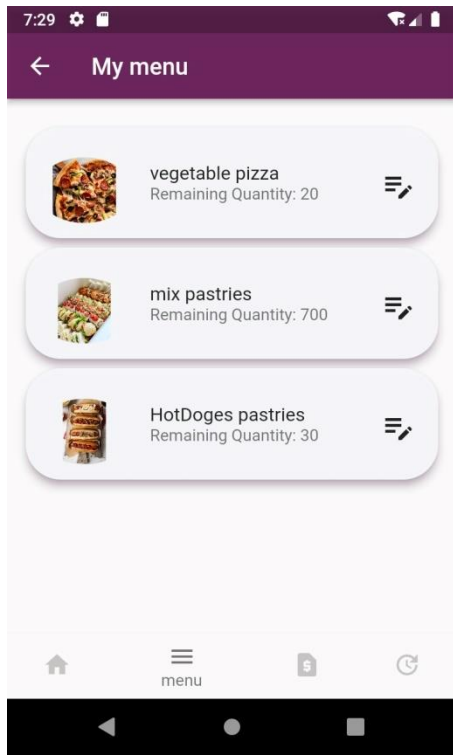 7:29
My menu
vegetable pizza
Remaining Quantity: 20
mix pastries
Remaining Quantity: 700
HotDoges pastries
Remaining Quantity: 30
$
menu